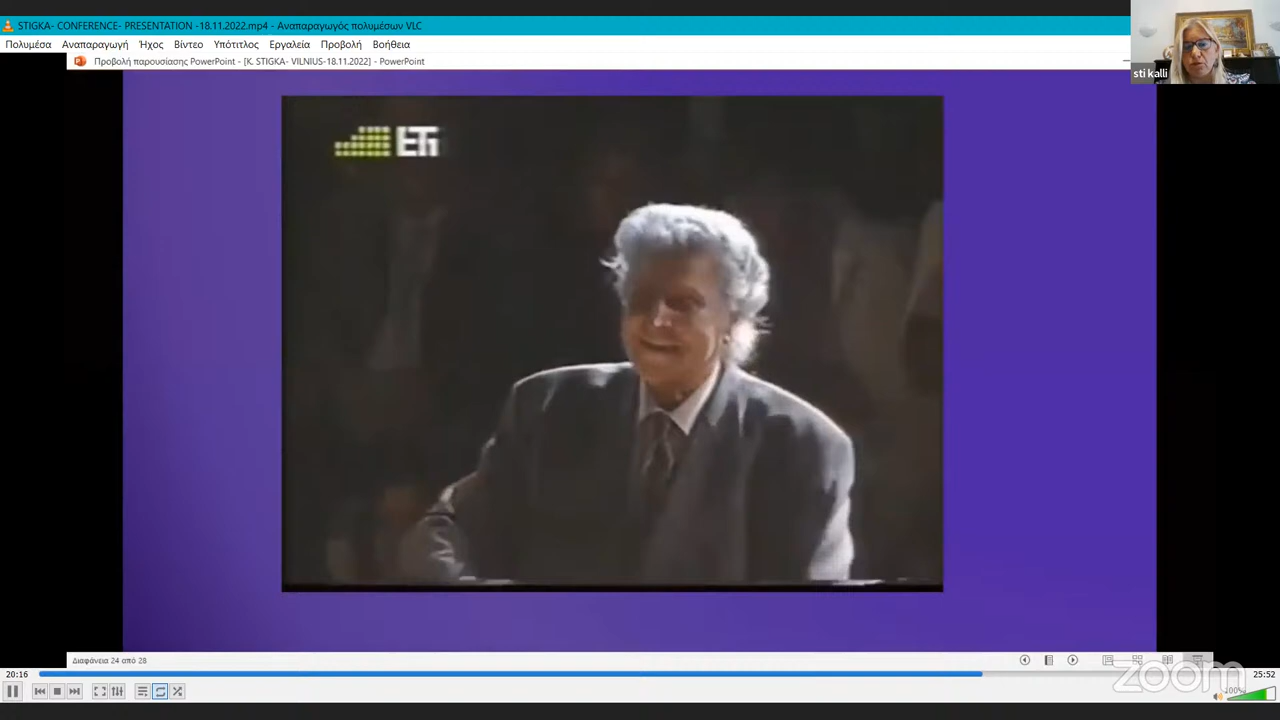 STIGKA- CONFERENCE- PRESENTATION -18.11.2022.mp4 - Αναπαραγωγός πολυμέσων VLC
Πολυμέσα Αναπαραγωγή Ήχος Βίντεο Υπότιτλος Εργαλεία Προβολή Βοήθεια
Προβολή παρουσίασης PowerPoint - [K. STIGKA- VILNIUS-18.11.2022] - PowerPoint
sti kalli
ET1
Διαφάνεια 24 από 28
20:16
25:52
zoom
100%